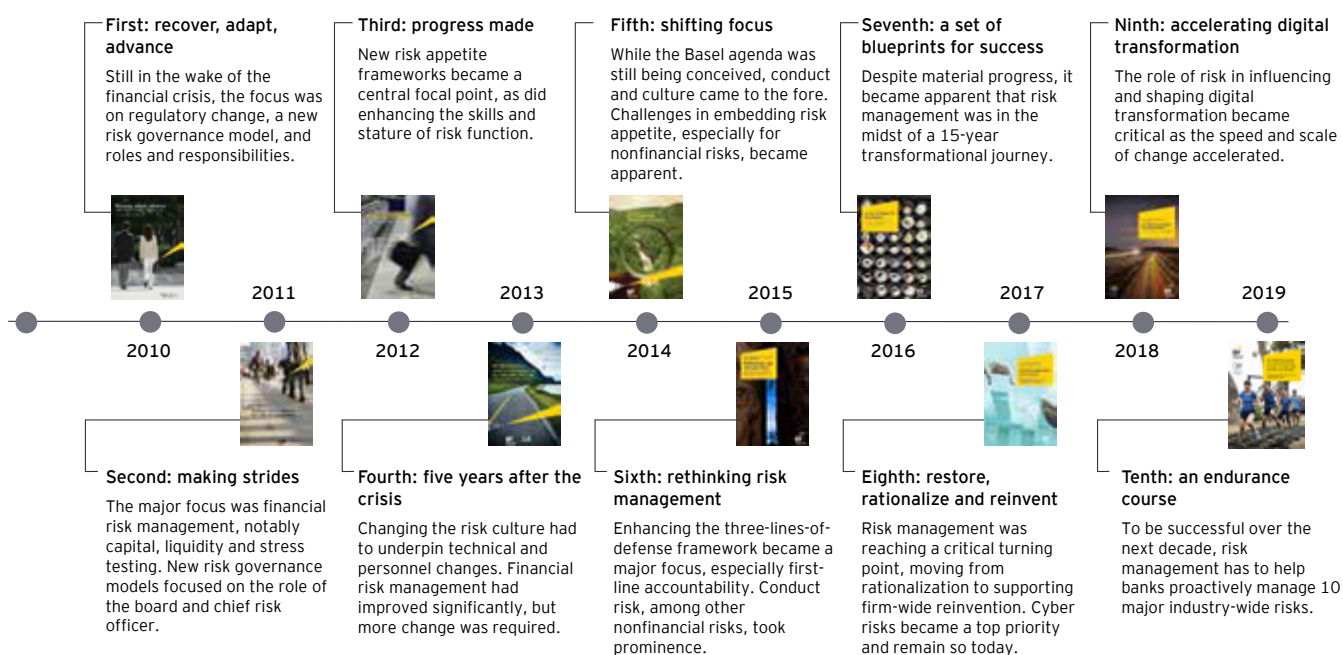 First: recover, adapt,
advance
Still in the wake of the
financial crisis, the focus was
on regulatory change, a new
risk governance model, and
roles and responsibilities.
Third: progress made
New risk appetite
frameworks became a
central focal point, as did
enhancing the skills and
stature of risk function.
Fifth: shifting focus
While the Basel agenda was
still being conceived, conduct
and culture came to the fore.
Challenges in embedding risk
appetite, especially for
nonfinancial risks, became
apparent.
Seventh: a set of
blueprints for success
Despite material progress, it
became apparent that risk
management was in the
midst of a 15-year
transformational journey.
Ninth: accelerating digital
transformation
The role of risk in influencing
and shaping digital
transformation became
critical as the speed and scale
of change accelerated.
2011
2013
2015
2017
2019
2010
2012
2014
2016
2018
Second: making strides
The major focus was financial
risk management, notably
capital, liquidity and stress
testing. New risk governance
models focused on the role of
the board and chief risk
officer.
Fourth: five years after the
crisis
Changing the risk culture had
to underpin technical and
personnel changes. Financial
risk management had
improved significantly, but
more change was required.
Sixth: rethinking risk
management
Enhancing the three-lines-of-
defense framework became a
major focus, especially first-
line accountability. Conduct
risk, among other
nonfinancial risks, took
prominence.
Eighth: restore,
rationalize and reinvent
Risk management was
reaching a critical turning
point, moving from
rationalization to supporting
firm-wide reinvention. Cyber
risks became a top priority
and remain so today.
Tenth: an endurance
course
To be successful over the
next decade, risk
management has to help
banks proactively manage 10
major industry-wide risks.